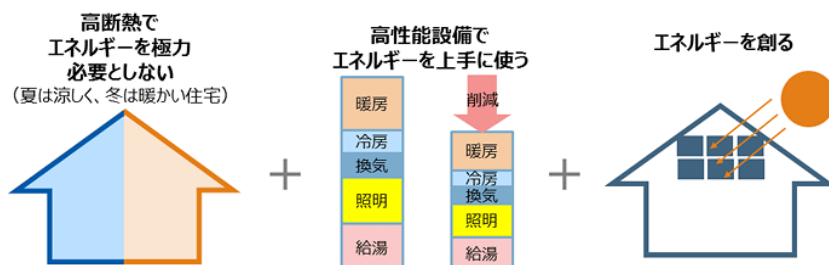 高断熱で
エネルギーを極力
必要としない
（夏は涼しく、冬は暖かい住宅）
高性能設備で
エネルギーを上手に使う
暖房
冷房
換気
照明
給湯
削減
暖房
冷房
換気
照明
給湯
エネルギーを創る